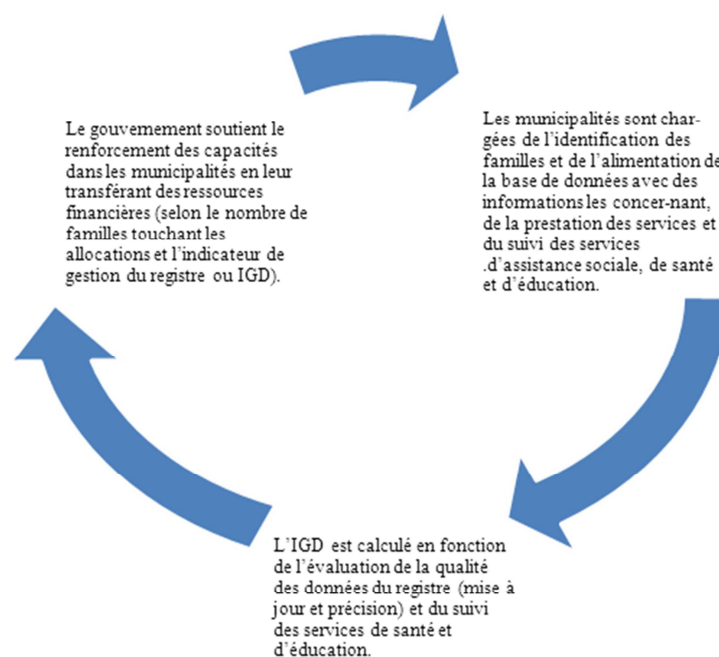 Le gouvernement soutient le
renforcement des capacités
dans les municipalités en leur
transférant des ressources
financières (selon le nombre de
familles touchant les
allocations et l’indicateur de
gestion du registre ou IGD).
Les municipalités sont char-
gées de l’identification des
familles et de l’alimentation de
la base de données avec des
informations les concer-nant,
de la prestation des services et
du suivi des services
.d’assistance sociale, de santé
et d’éducation.
L’IGD est calculé en fonction
de l’évaluation de la qualité
des données du registre (mise à
jour et précision) et du suivi
des services de santé et
d’éducation.